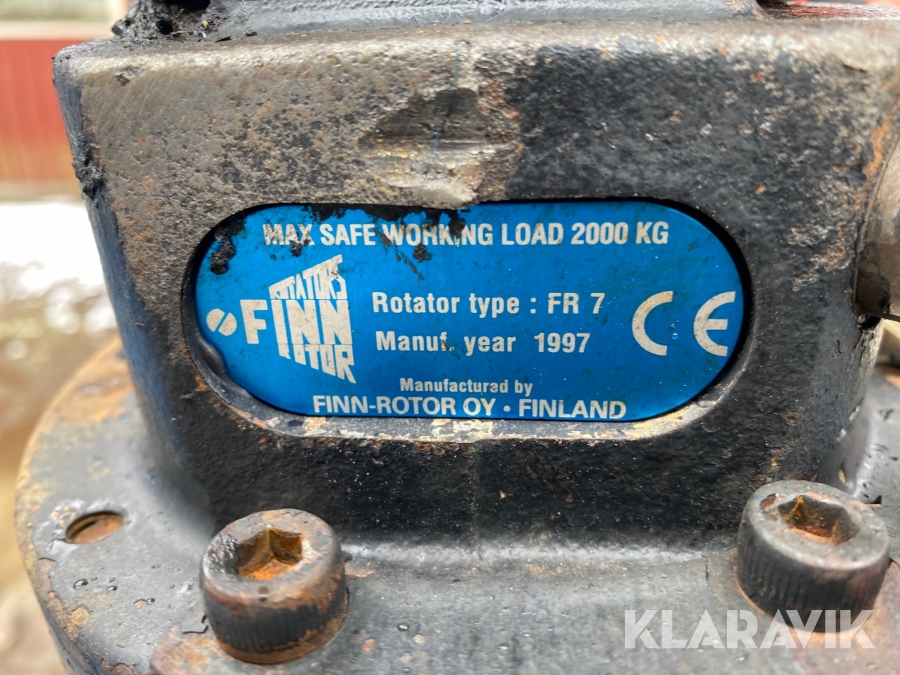 MAX SAFE WORKING LOAD 2000 KG
ROTATORS
FINN
ROTOR
Rotator type : FR 7
Manuf. year 1997
CE
Manufactured by
FINN-ROTOR OY · FINLAND
KLARAVIK